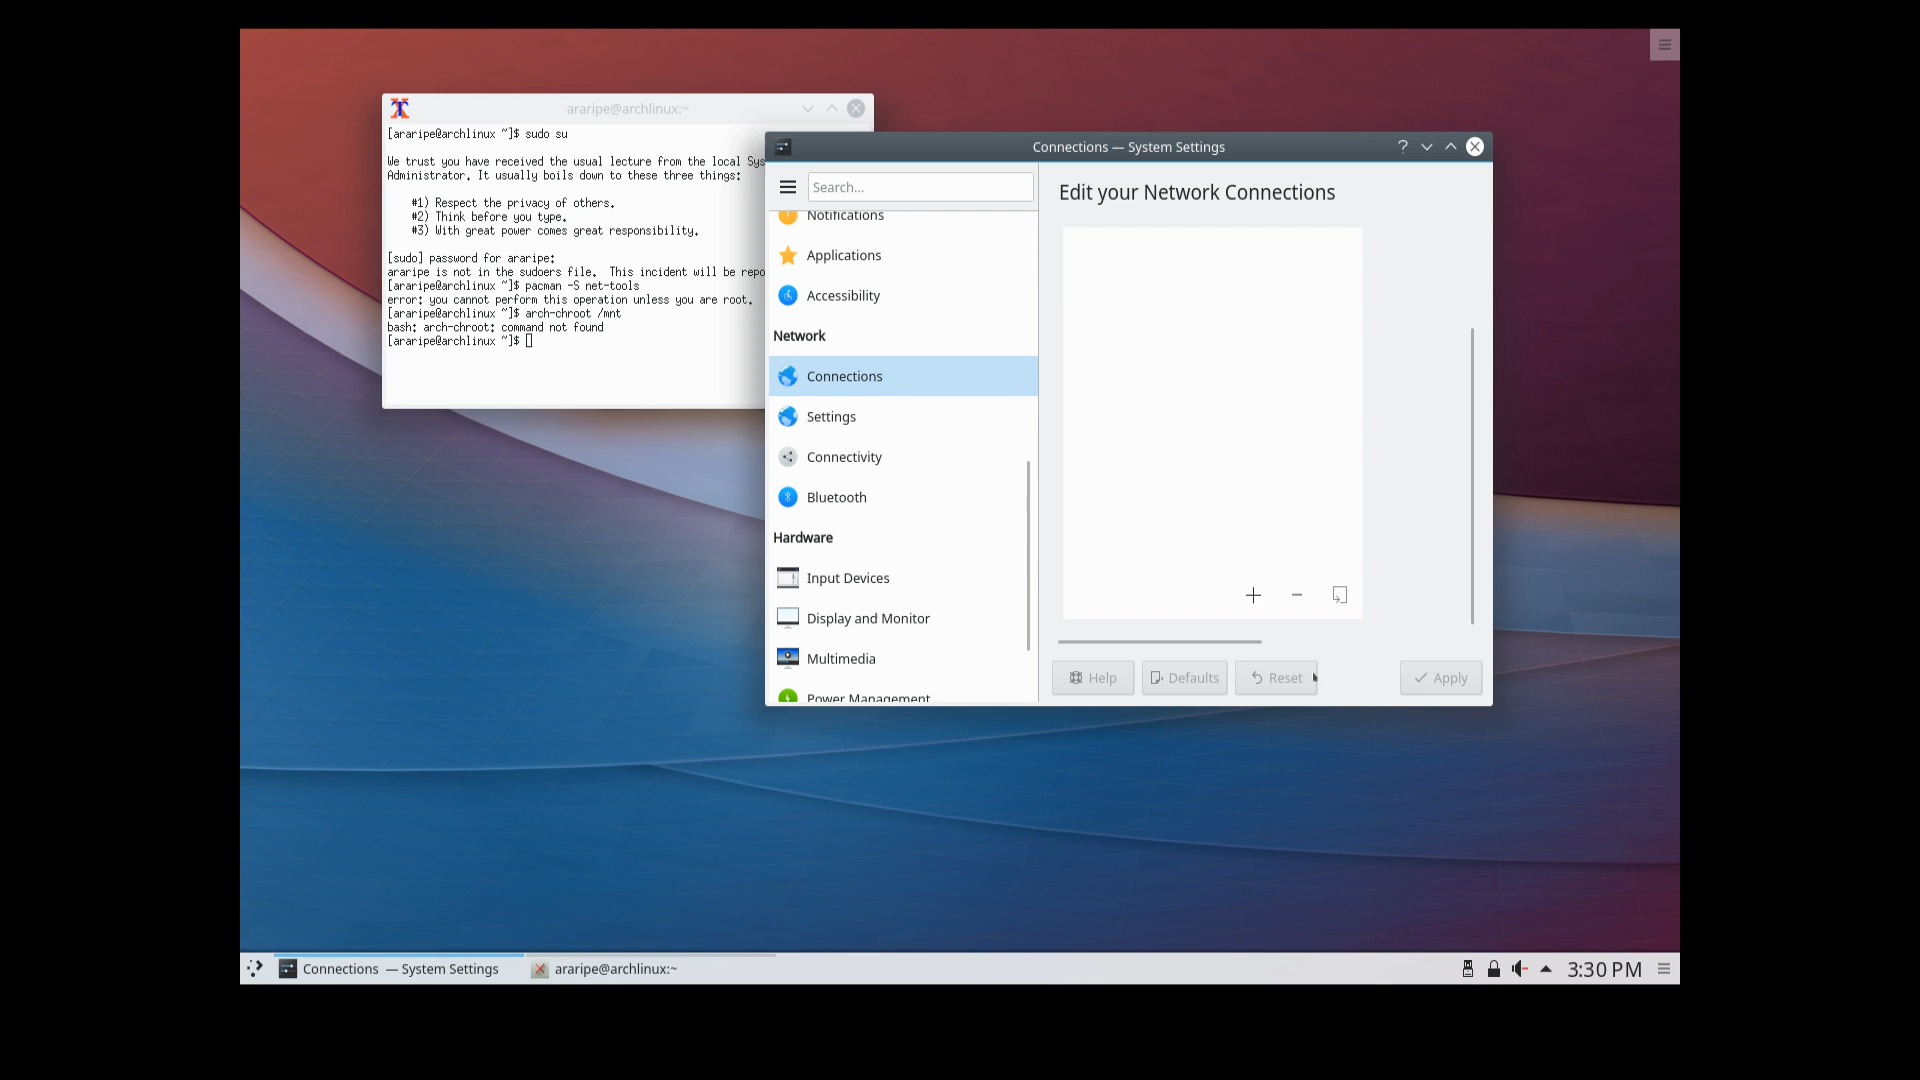 araripe@archlinux:~
[araripe@archlinux ~]$ sudo su
We trust you have received the usual lecture from the local Sys
Administrator. It usually boils down to these three things:
#1) Respect the privacy of others.
#2) Think before you type.
#3) With great power comes great responsibility.
[sudo] password for araripe:
araripe is not in the sudoers file.  This incident will be repo
[araripe@archlinux ~]$ pacman -S net-tools
error: you cannot perform this operation unless you are root.
[araripe@archlinux ~]$ arch-chroot /mnt
bash: arch-chroot: command not found
[araripe@archlinux ~]$
Connections — System Settings
Search...
Notifications
Applications
Accessibility
Network
Connections
Settings
Connectivity
Bluetooth
Hardware
Input Devices
Display and Monitor
Multimedia
Power Management
Edit your Network Connections
Help
Defaults
Reset
Apply
Connections — System Settings
araripe@archlinux:~
3:30 PM